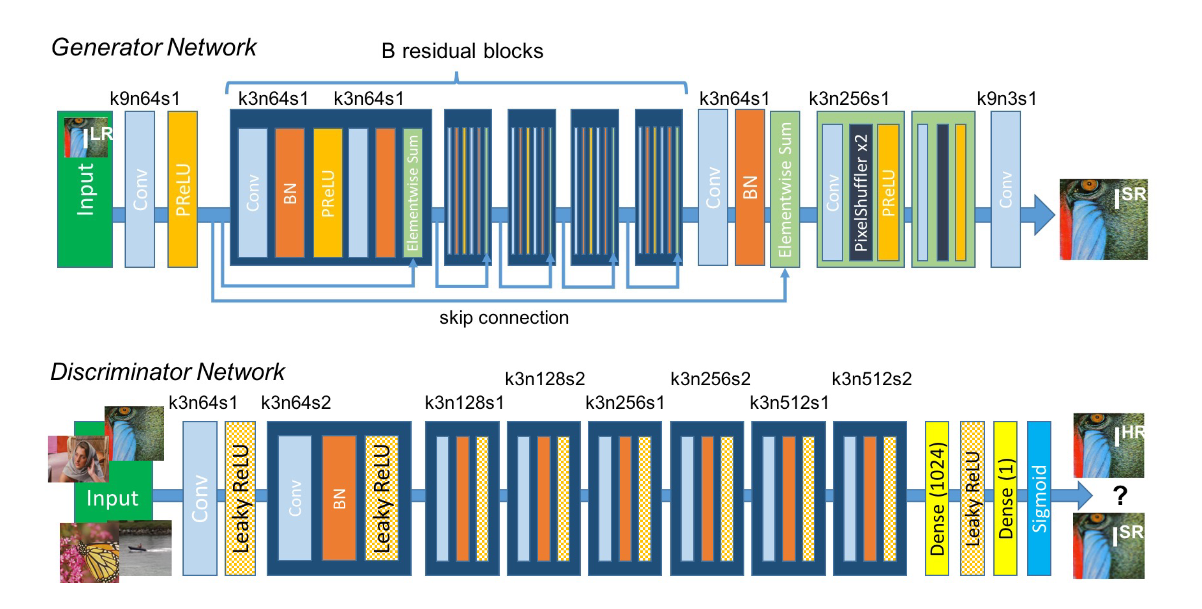 Generator Network
B residual blocks
k9n64s1
k3n64s1
k3n64s1
k3n64s1
k3n256s1
k9n3s1
I LR
Input
Conv
PReLU
Conv
BN
PReLU
Elementwise Sum
Conv
BN
Elementwise Sum
Conv
PixelShuffler x2
PReLU
Conv
I SR
skip connection
Discriminator Network
k3n128s2
k3n256s2
k3n512s2
k3n64s1
k3n64s2
k3n128s1
k3n256s1
k3n512s1
Input
Conv
Leaky ReLU
Conv
BN
Leaky ReLU
Dense (1024)
Leaky ReLU
Dense (1)
Sigmoid
I HR
?
I SR